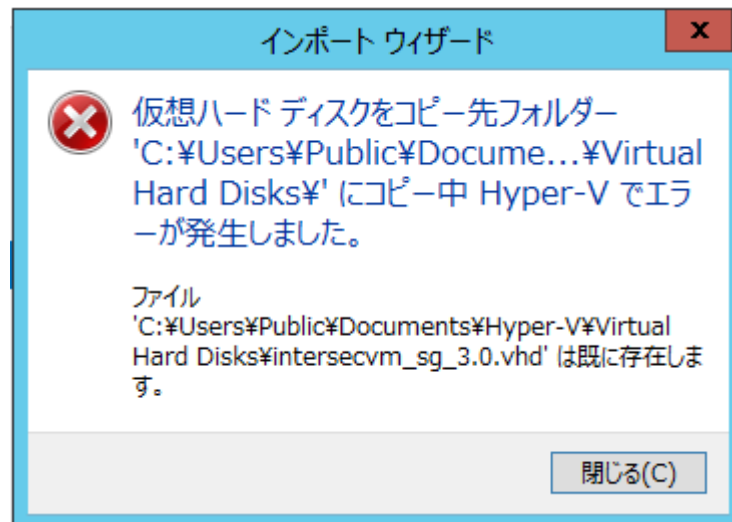 インポート ウィザード
x
仮想ハード ディスクをコピー先フォルダー
'C:¥Users¥Public¥Docume...¥Virtual
Hard Disks¥' にコピー中 Hyper-V でエラ
ーが発生しました。
ファイル
'C:¥Users¥Public¥Documents¥Hyper-V¥Virtual
Hard Disks¥intersecvm_sg_3.0.vhd' は既に存在しま
す。
閉じる(C)